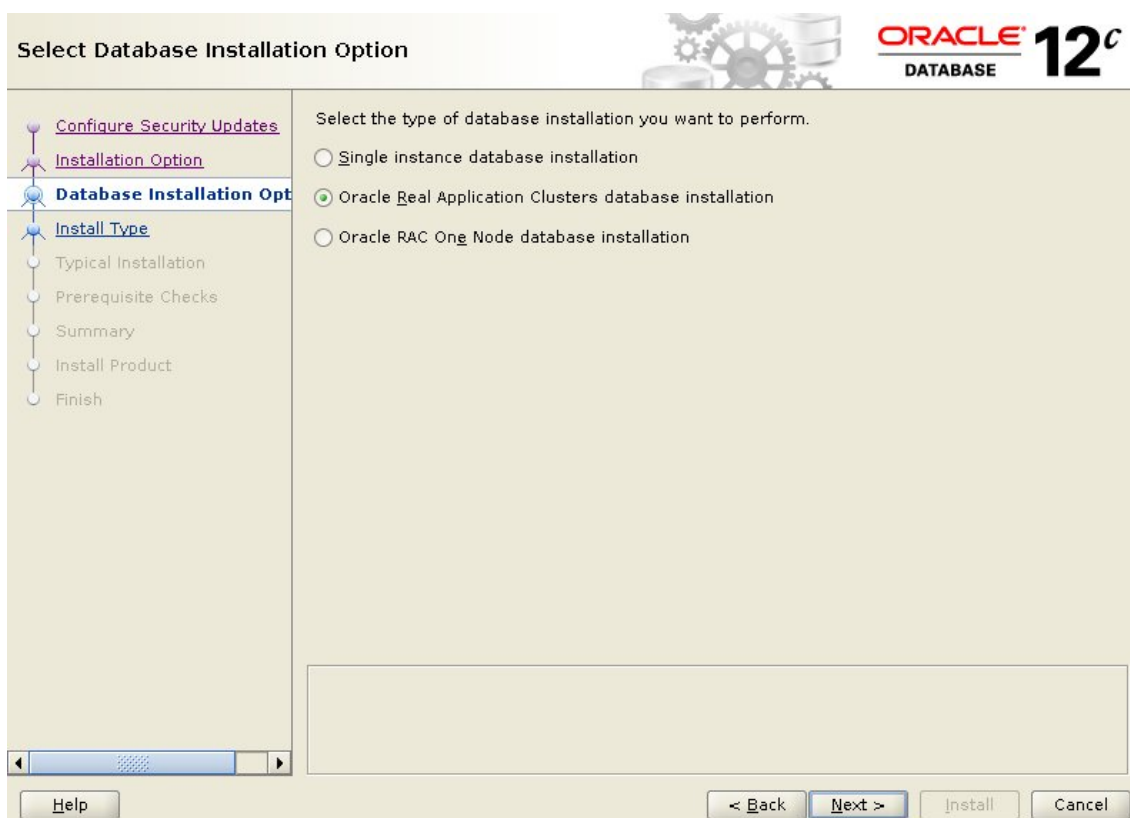 Select Database Installation Option
ORACLE DATABASE 12c
Configure Security Updates
Installation Option
Database Installation Opt
Install Type
Typical Installation
Prerequisite Checks
Summary
Install Product
Finish
Select the type of database installation you want to perform.
Single instance database installation
Oracle Real Application Clusters database installation
Oracle RAC One Node database installation
Help
< Back
Next >
Install
Cancel